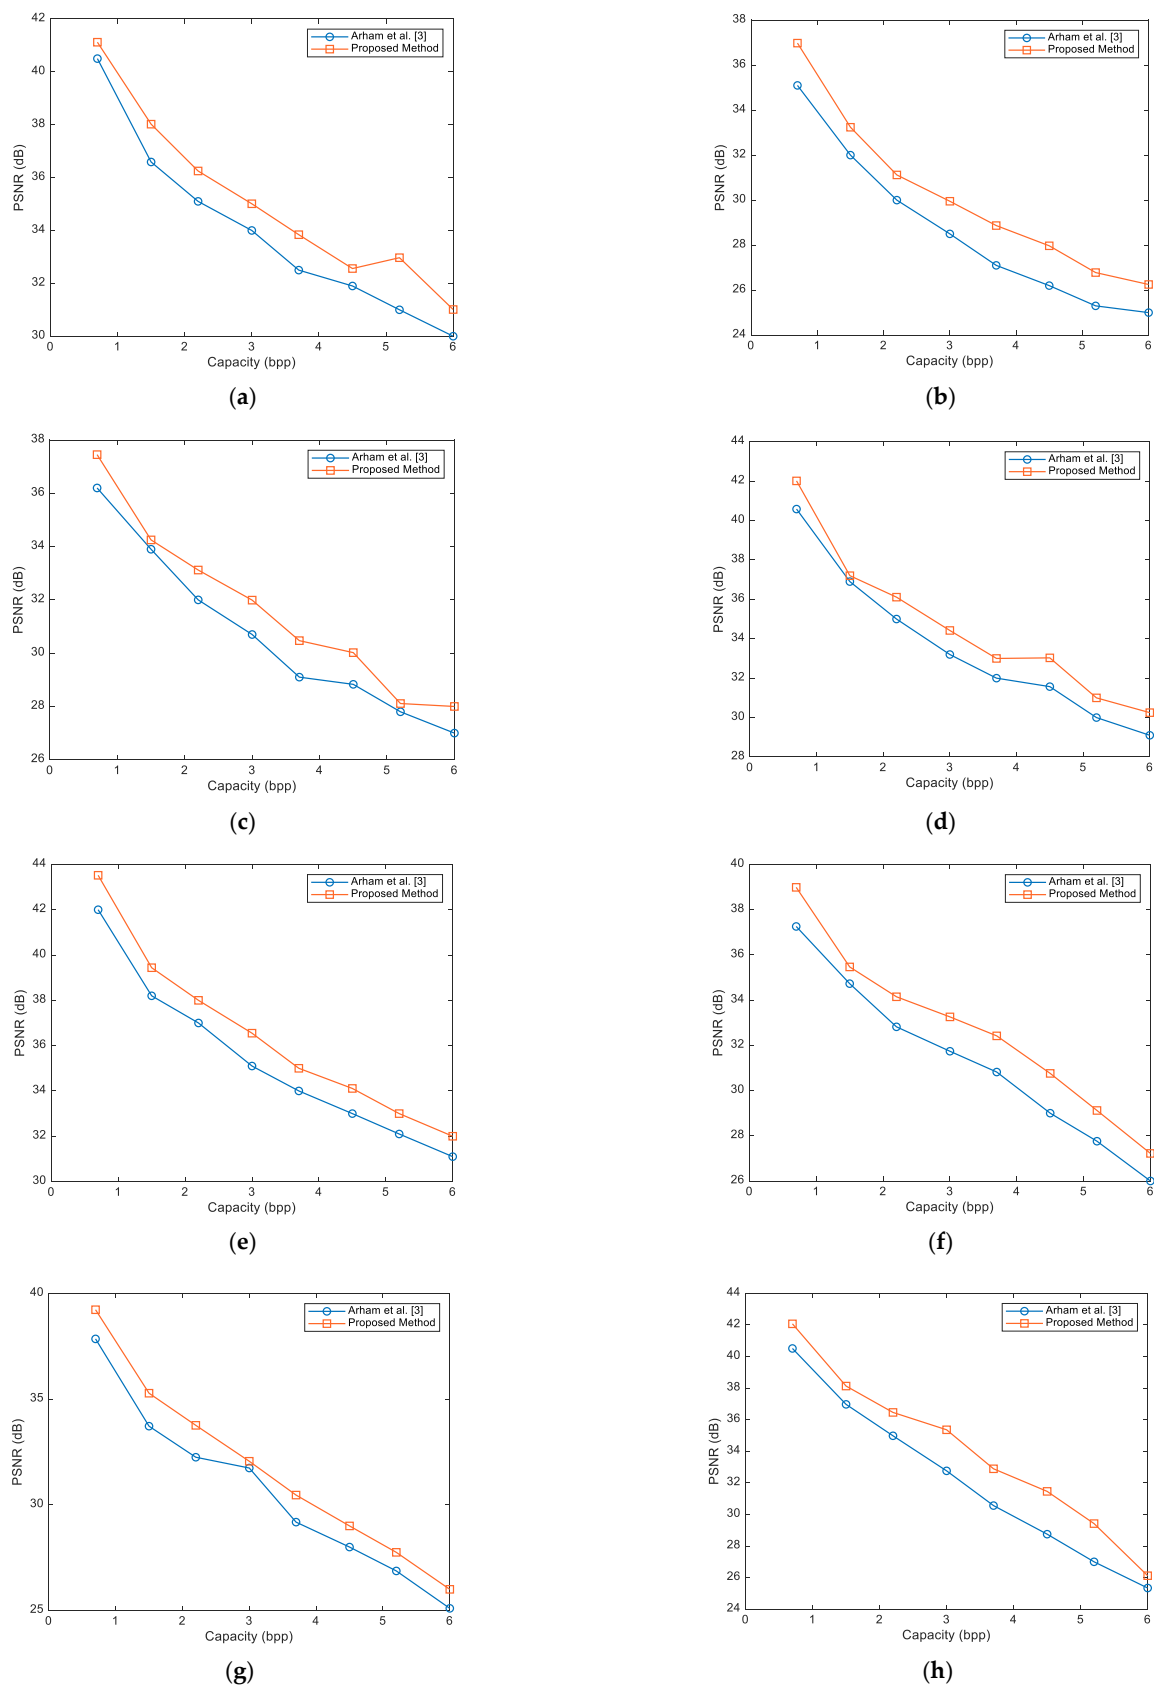 42
40
38
36
34
32
30
PSNR (dB)
0 1 2 3 4 5 6
Capacity (bpp)
Arham et al. [3]
Proposed Method
(a)
38
36
34
32
30
28
26
24
PSNR (dB)
0 1 2 3 4 5 6
Capacity (bpp)
Arham et al. [3]
Proposed Method
(b)
38
36
34
32
30
28
26
PSNR (dB)
0 1 2 3 4 5 6
Capacity (bpp)
Arham et al. [3]
Proposed Method
(c)
44
42
40
38
36
34
32
30
28
PSNR (dB)
0 1 2 3 4 5 6
Capacity (bpp)
Arham et al. [3]
Proposed Method
(d)
44
42
40
38
36
34
32
30
PSNR (dB)
0 1 2 3 4 5 6
Capacity (bpp)
Arham et al. [3]
Proposed Method
(e)
40
38
36
34
32
30
28
26
PSNR (dB)
0 1 2 3 4 5 6
Capacity (bpp)
Arham et al. [3]
Proposed Method
(f)
40
35
30
25
PSNR (dB)
0 1 2 3 4 5 6
Capacity (bpp)
Arham et al. [3]
Proposed Method
(g)
44
42
40
38
36
34
32
30
28
26
24
PSNR (dB)
0 1 2 3 4 5 6
Capacity (bpp)
Arham et al. [3]
Proposed Method
(h)